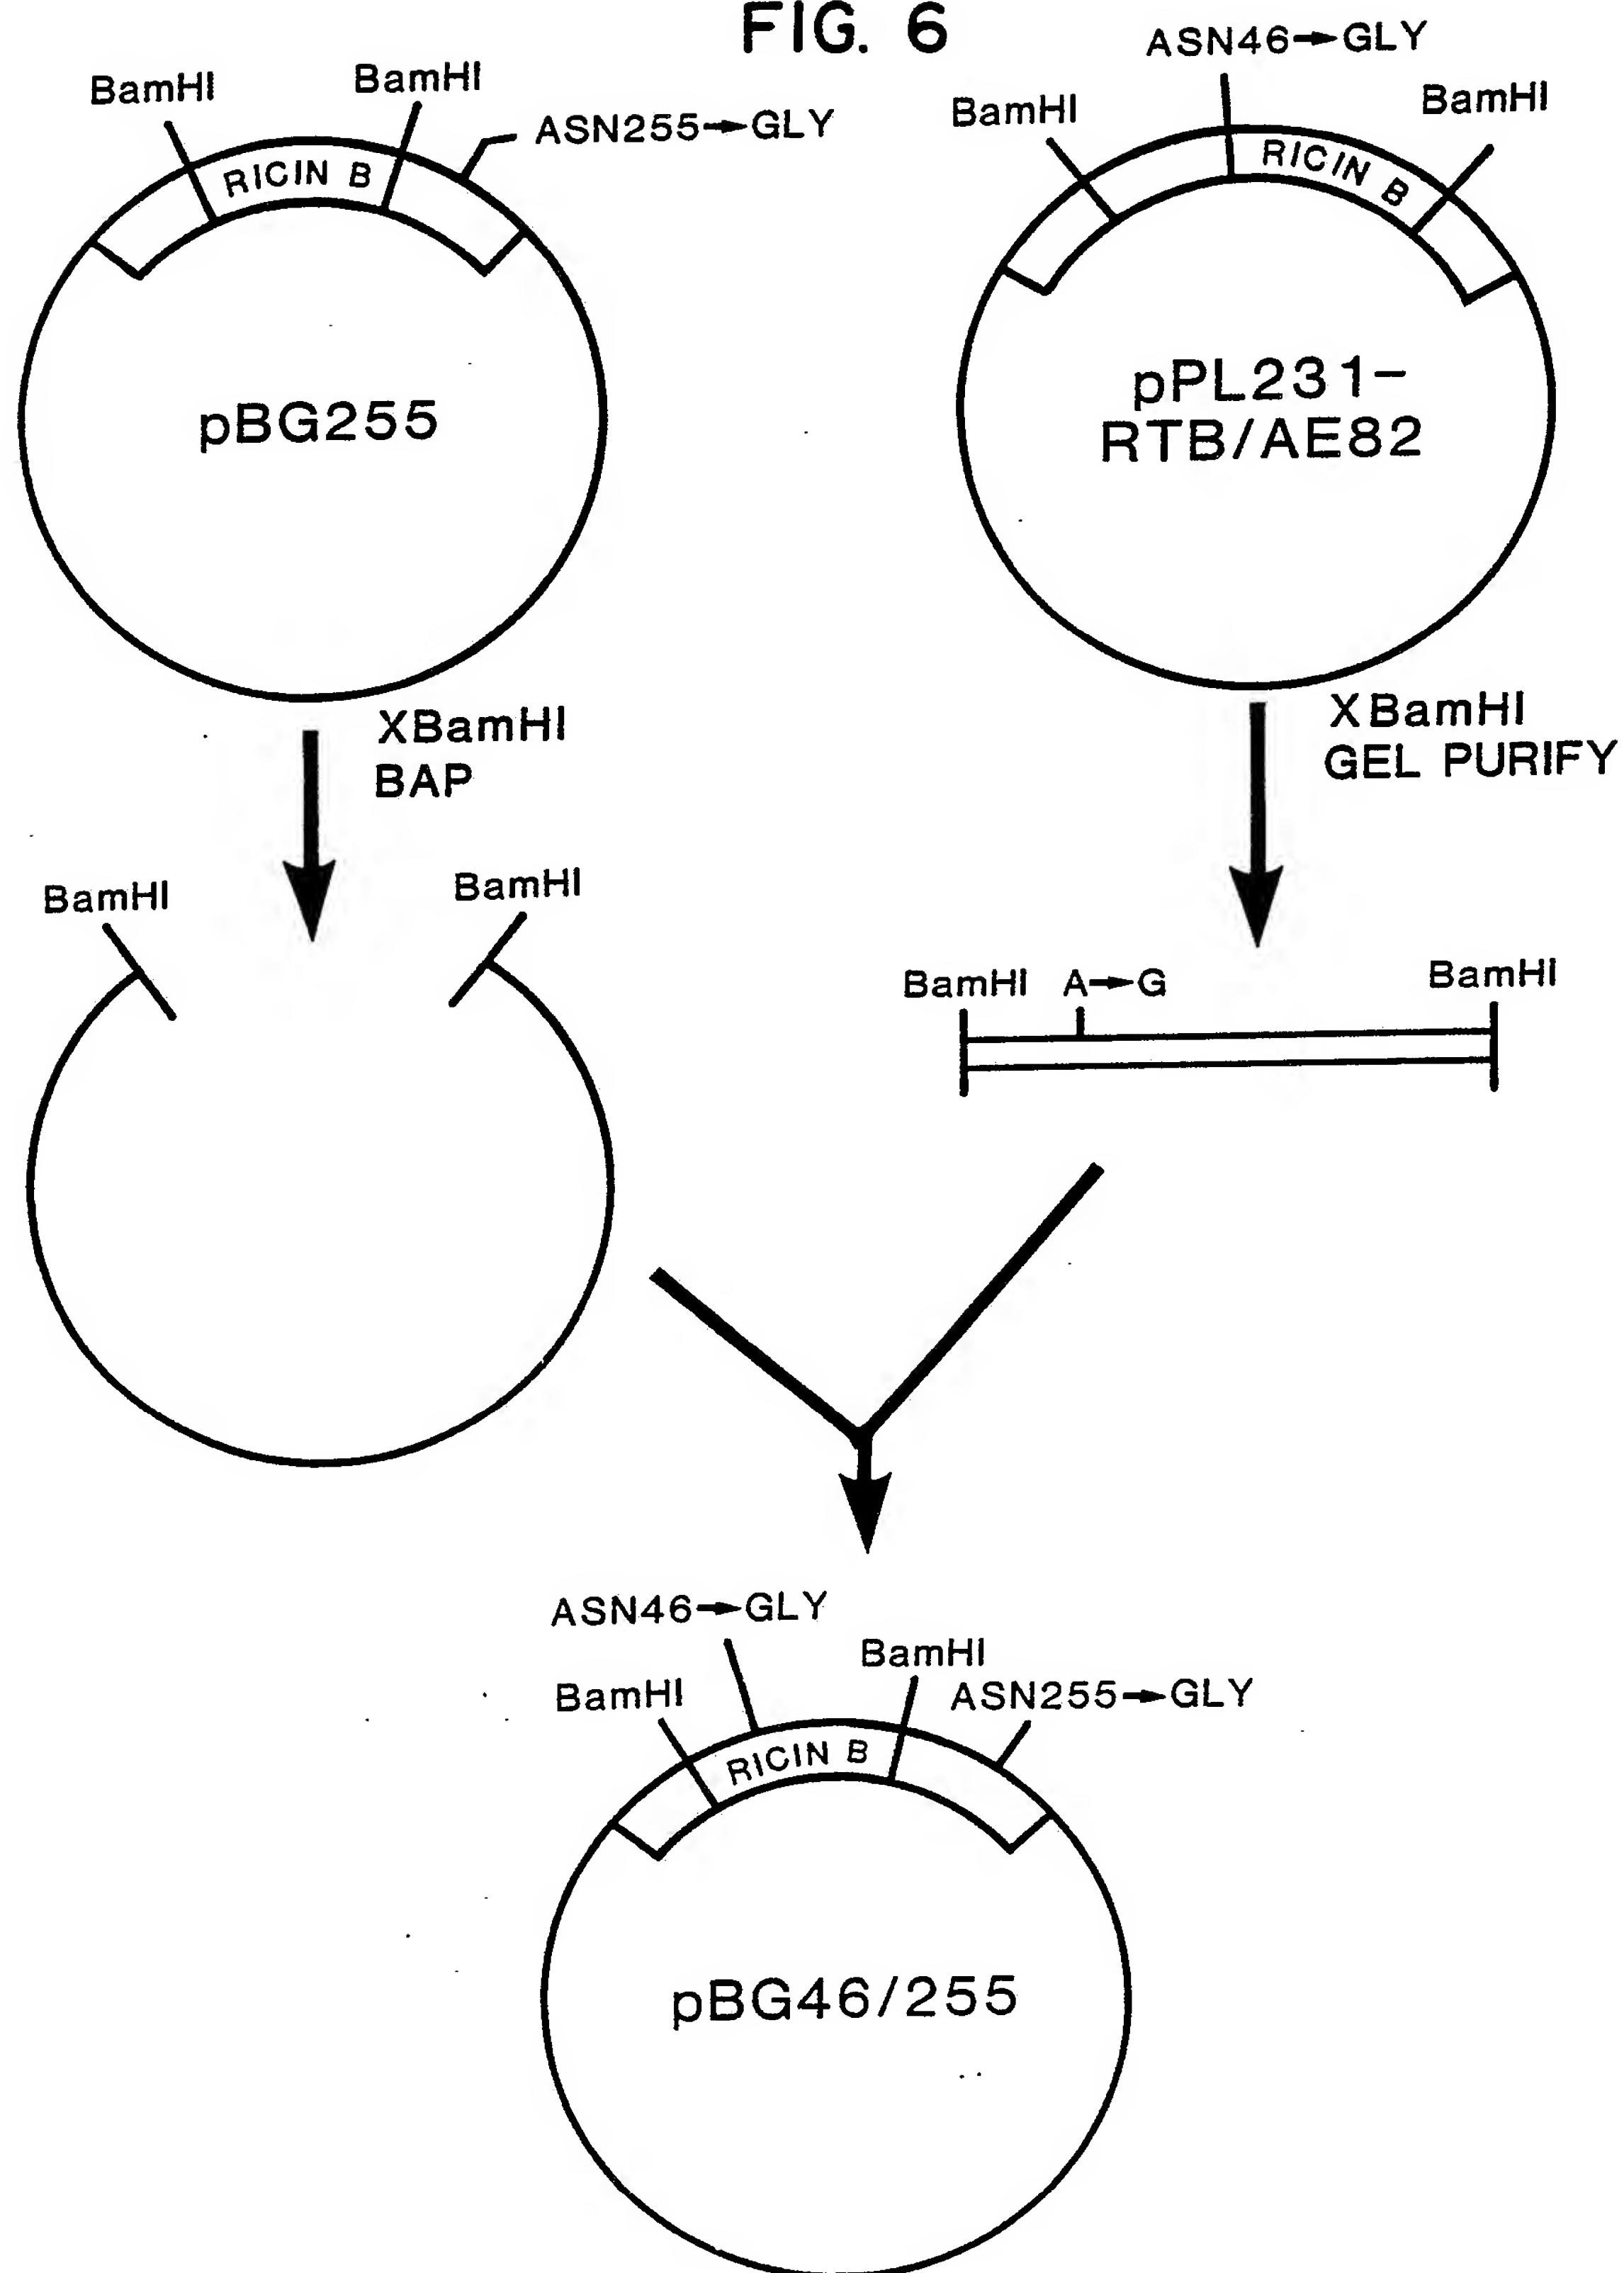 FIG. 6
BamHI
BamHI
ASN255→GLY
RICIN B
pBG255
ASN46→GLY
BamHI
BamHI
RICIN B
pPL231-
RTB/AE82
XBamHI
BAP
XBamHI
GEL PURIFY
BamHI
BamHI
BamHI
A→G
BamHI
ASN46→GLY
BamHI
BamHI
ASN255→GLY
RICIN B
pBG46/255